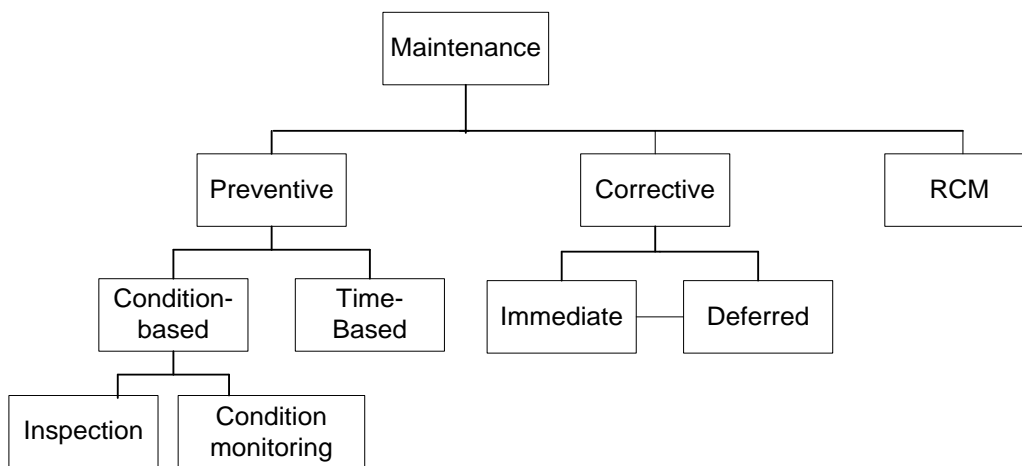 Maintenance
Preventive
Corrective
RCM
Condition-
based
Time-
Based
Immediate
Deferred
Inspection
Condition
monitoring